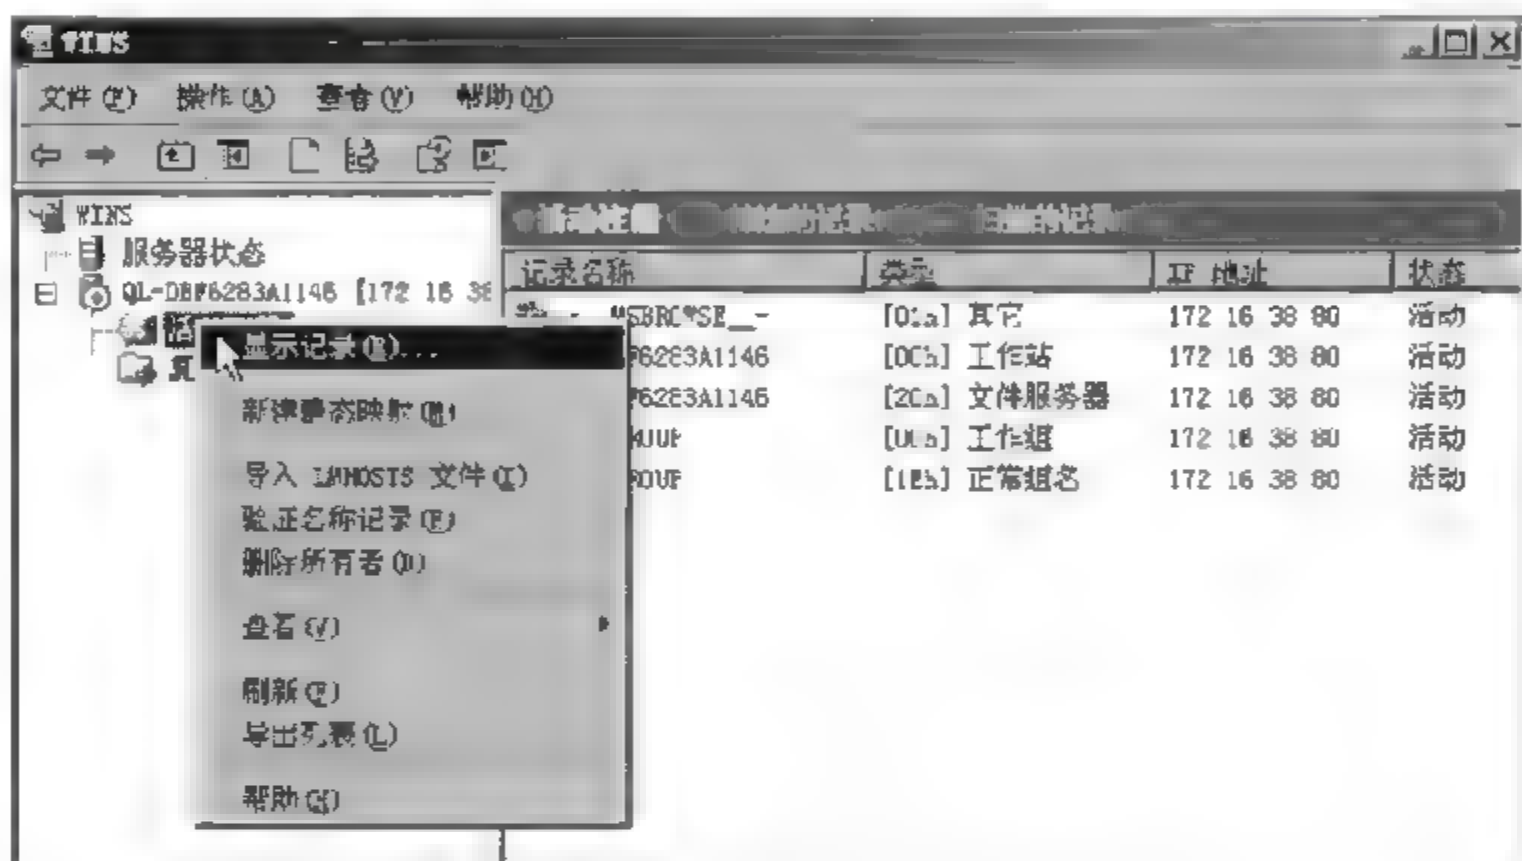 WINS
文件(F) 操作(A) 查看(V) 帮助(H)
WINS
服务器状态
QL-DBF6283A1146 [172 16 38
显示记录(R)...
新建静态映射(M)
导入 LMHOSTS 文件(I)
验证名称记录(E)
删除所有者(D)
查看(V)
刷新(F)
导出列表(L)
帮助(H)
记录名称 类型 IP 地址 状态
[01h] 其它 172 16 38 80 活动
F6283A1146 [00h] 工作站 172 16 38 80 活动
F6283A1146 [20h] 文件服务器 172 16 38 80 活动
[00h] 工作组 172 16 38 80 活动
ROUP [1Eh] 正常组名 172 16 38 80 活动